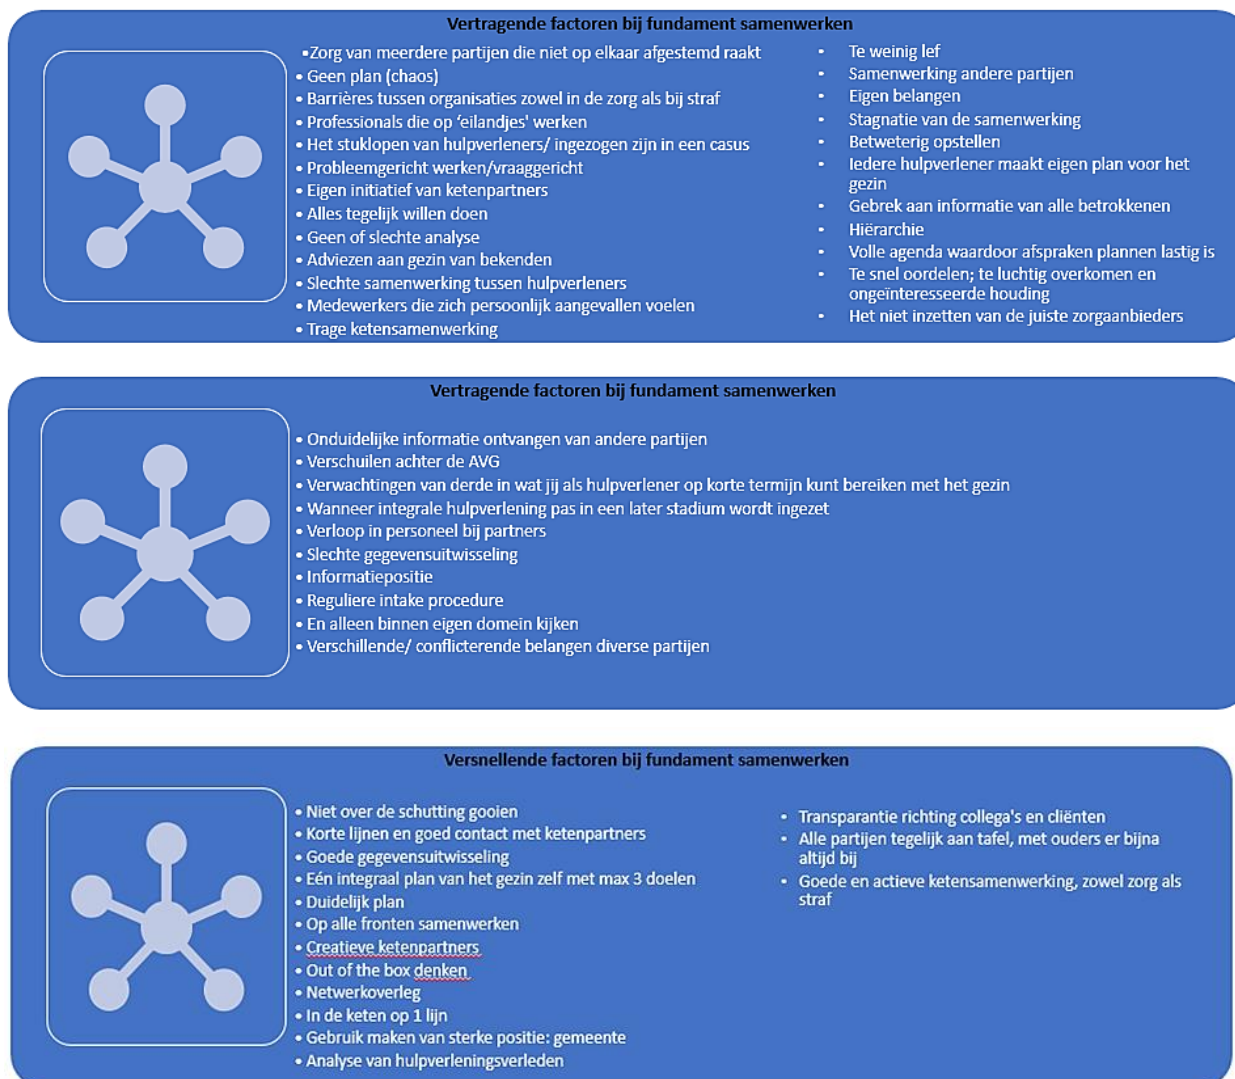 Vertragende factoren bij fundament samenwerken
•Zorg van meerdere partijen die niet op elkaar afgestemd raakt
• Geen plan (chaos)
• Barrières tussen organisaties zowel in de zorg als bij straf
• Professionals die op ‘eilandjes' werken
• Het stuklopen van hulpverleners/ ingezogen zijn in een casus
• Probleemgericht werken/vraaggericht
• Eigen initiatief van ketenpartners
• Alles tegelijk willen doen
• Geen of slechte analyse
• Adviezen aan gezin van bekenden
• Slechte samenwerking tussen hulpverleners
• Medewerkers die zich persoonlijk aangevallen voelen
• Trage ketensamenwerking
• Te weinig lef
• Samenwerking andere partijen
• Eigen belangen
• Stagnatie van de samenwerking
• Betweterig opstellen
• Iedere hulpverlener maakt eigen plan voor het
gezin
• Gebrek aan informatie van alle betrokkenen
• Hiërarchie
• Volle agenda waardoor afspraken plannen lastig is
• Te snel oordelen; te luchtig overkomen en
ongeïnteresseerde houding
• Het niet inzetten van de juiste zorgaanbieders
Vertragende factoren bij fundament samenwerken
• Onduidelijke informatie ontvangen van andere partijen
• Verschuilen achter de AVG
• Verwachtingen van derde in wat jij als hulpverlener op korte termijn kunt bereiken met het gezin
• Wanneer integrale hulpverlening pas in een later stadium wordt ingezet
• Verloop in personeel bij partners
• Slechte gegevensuitwisseling
• Informatiepositie
• Reguliere intake procedure
• En alleen binnen eigen domein kijken
• Verschillende/ conflicterende belangen diverse partijen
Versnellende factoren bij fundament samenwerken
• Niet over de schutting gooien
• Korte lijnen en goed contact met ketenpartners
• Goede gegevensuitwisseling
• Eén integraal plan van het gezin zelf met max 3 doelen
• Duidelijk plan
• Op alle fronten samenwerken
• Creatieve ketenpartners
• Out of the box denken
• Netwerkoverleg
• In de keten op 1 lijn
• Gebruik maken van sterke positie: gemeente
• Analyse van hulpverleningsverleden
• Transparantie richting collega's en cliënten
• Alle partijen tegelijk aan tafel, met ouders er bijna
altijd bij
• Goede en actieve ketensamenwerking, zowel zorg als
straf